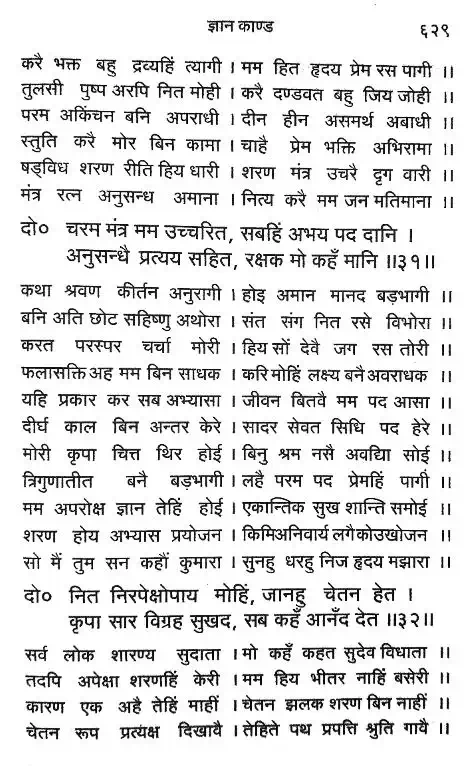 ज्ञान काण्ड
६२९
करै भक्त बहु द्रव्यहिं त्यागी । मम हित हृदय प्रेम रस पागी ॥
तुलसी पुष्प अरपि नित मोही । करै दण्डवत बहु जिय जोही ॥
परम अकिंचन बनि अपराधी । दीन हीन असमर्थ अबाधी ॥
स्तुति करै मोर बिन कामा । चाहै प्रेम भक्ति अभिरामा ॥
षड्विध शरण रीति हिय धारी । शरण मंत्र उचरै दृग वारी ॥
मंत्र रत्न अनुसन्ध अमाना । नित्य करै मम जन मतिमाना ॥
दो० चरम मंत्र मम उच्चरित, सबहिं अभय पद दानि ।
अनुसन्धै प्रत्यय सहित, रक्षक मो कहँ मानि ॥३१॥
कथा श्रवण कीर्तन अनुरागी । होइ अमान मानद बड़भागी ॥
बनि अति छोट सहिष्णु अथोरा । संत संग नित रसे विभोरा ॥
करत परस्पर चर्चा मोरी । हिय सों देवै जग रस तोरी ॥
फलासक्ति अह मम बिन साधक । करि मोहिं लक्ष्य बनै अवराधक ॥
यहि प्रकार कर सब अभ्यासा । जीवन बितवै मम पद आसा ॥
दीर्घ काल बिन अन्तर केरे । सादर सेवत सिधि पद हेरे ॥
मोरी कृपा चित्त थिर होई । बिनु श्रम नसै अवद्यिा सोई ॥
त्रिगुणातीत बनै बड़भागी । लहै परम पद प्रेमहिं पागी ॥
मम अपरोक्ष ज्ञान तेहिं होई । एकान्तिक सुख शान्ति समोई ॥
शरण होय अभ्यास प्रयोजन । किमिअनिवार्य लगैकोउखोजन ॥
सो मैं तुम सन कहौं कुमारा । सुनहु धरहु निज हृदय मझारा ॥
दो० नित निरपेक्षोपाय मोहिं, जानहु चेतन हेत ।
कृपा सार विग्रह सुखद, सब कहँ आनँद देत ॥३२॥
सर्व लोक शारण्य सुदाता । मो कहँ कहत सुदेव विधाता ॥
तदपि अपेक्षा शरणहिं केरी । मम हिय भीतर नाहिं बसेरी ॥
कारण एक अहै तेहिं माहीं । चेतन झलक शरण बिन नाहीं ॥
चेतन रूप प्रत्यक्ष दिखायै । तेहिते पथ प्रपत्ति श्रुति गायै ॥